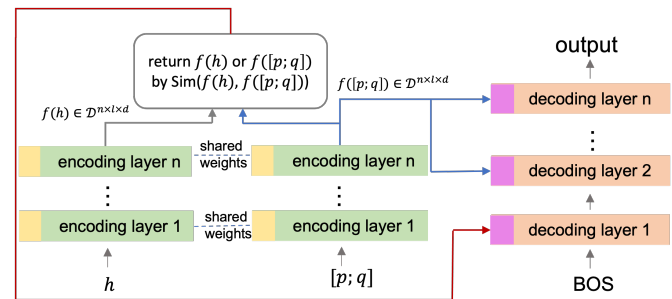 return f(h) or f([p; q])
by Sim(f(h), f([p; q]))
f(h) ∈ 𝒟^{n×l×d}
f([p; q]) ∈ 𝒟^{n×l×d}
output
decoding layer n
⋮
decoding layer 2
decoding layer 1
BOS
encoding layer n
shared
weights
encoding layer n
⋮
⋮
encoding layer 1
shared
weights
encoding layer 1
h
[p; q]